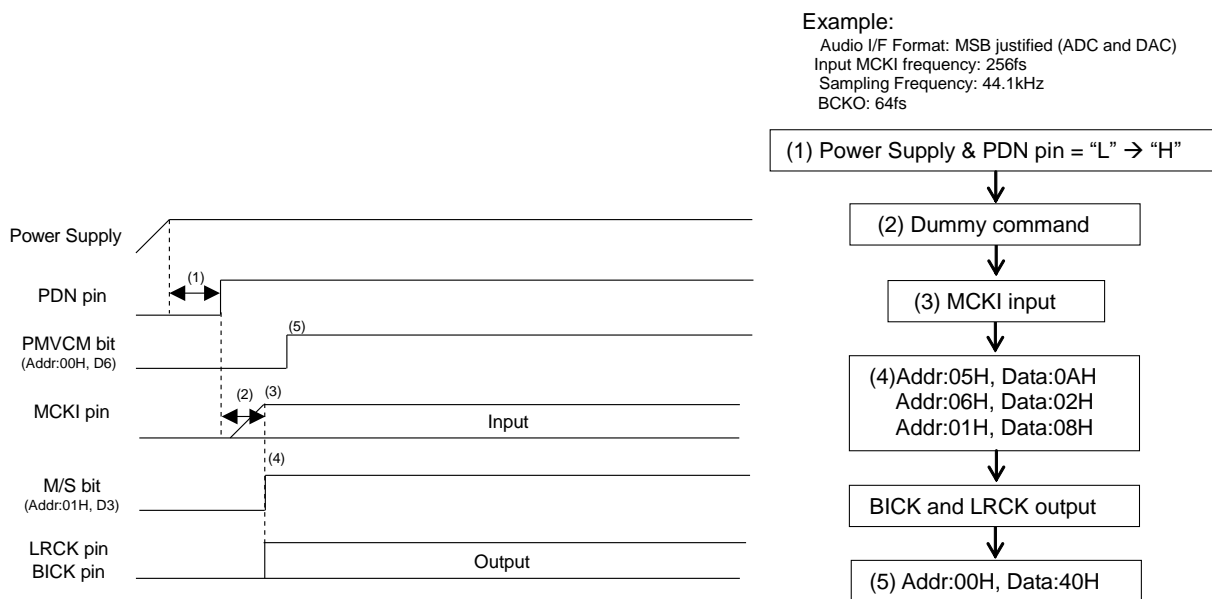 Example:
Audio I/F Format: MSB justified (ADC and DAC)
Input MCKI frequency: 256fs
Sampling Frequency: 44.1kHz
BCKO: 64fs
(1) Power Supply & PDN pin = “L” → “H”
(2) Dummy command
(3) MCKI input
(4)Addr:05H, Data:0AH
Addr:06H, Data:02H
Addr:01H, Data:08H
BICK and LRCK output
(5) Addr:00H, Data:40H
Power Supply
(1)
PDN pin
(5)
PMVCM bit
(Addr:00H, D6)
(2)
(3)
MCKI pin
Input
(4)
M/S bit
(Addr:01H, D3)
LRCK pin
BICK pin
Output